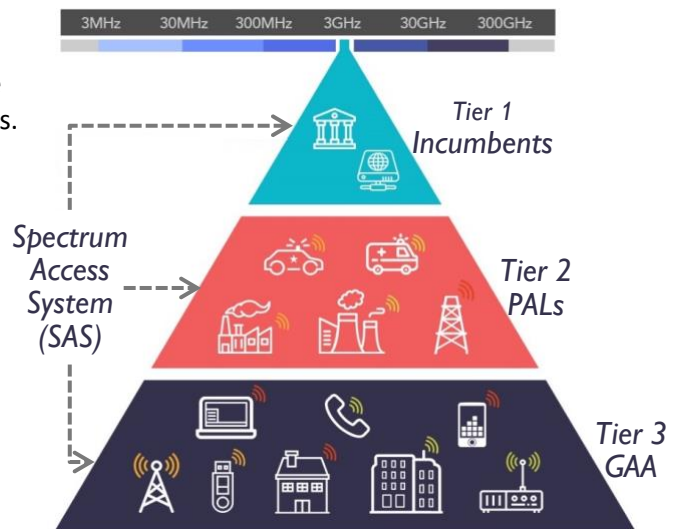 3MHz 30MHz 300MHz 3GHz 30GHz 300GHz
s.
Tier 1
Incumbents
Spectrum
Access
System
(SAS)
Tier 2
PALs
Tier 3
GAA